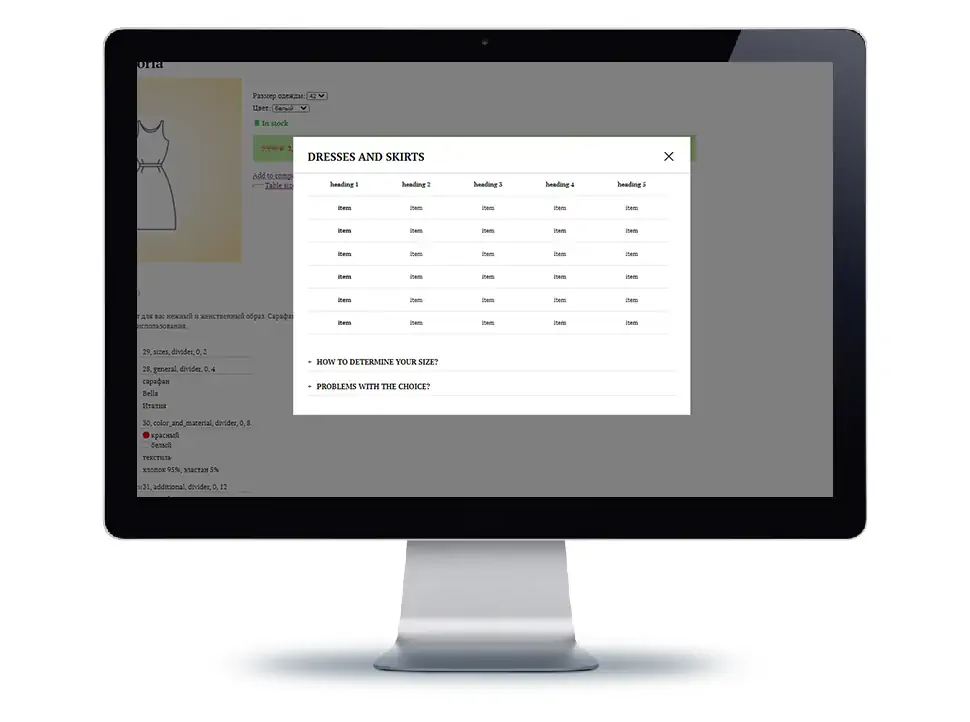 oria
Размер одежды: 42
Цвет: белый
In stock
DRESSES AND SKIRTS
heading 1 heading 2 heading 3 heading 4 heading 5
item item item item item
item item item item item
item item item item item
item item item item item
item item item item item
item item item item item
Add to comp
Table siz
+ HOW TO DETERMINE YOUR SIZE?
+ PROBLEMS WITH THE CHOICE?
т для вас нежный и женственный образ. Сарафан
использования.
29, sizes, divider, 0, 2
28, general, divider, 0, 4
сарафан
Bella
Италия
30, color_and_material, divider, 0, 8
красный
белый
текстиль
хлопок 95%, эластан 5%
31, additional, divider, 0, 12